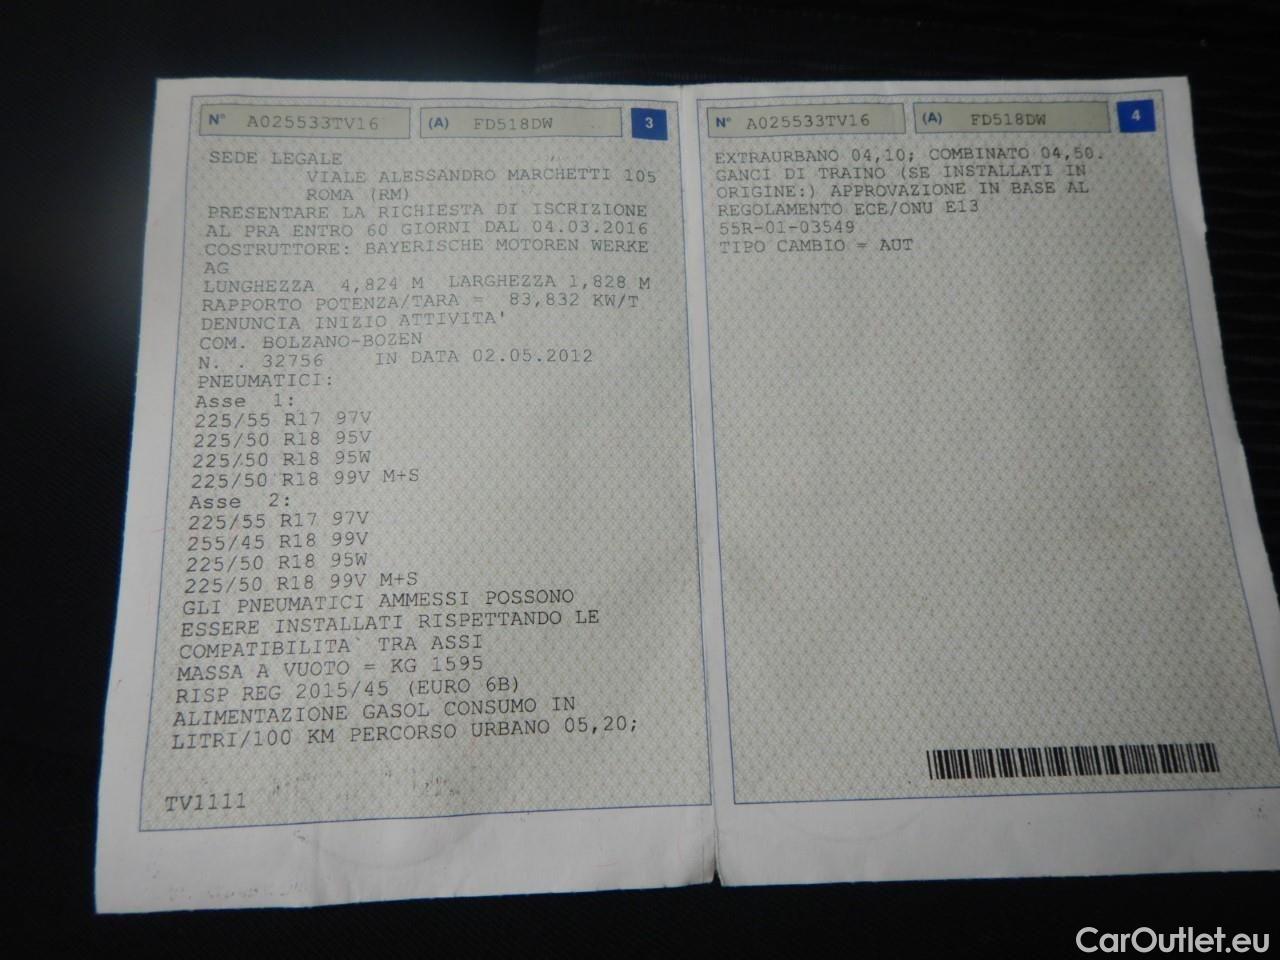 N° A025533TV16 (A) FD518DW 3
SEDE LEGALE
VIALE ALESSANDRO MARCHETTI 105
ROMA (RM)
PRESENTARE LA RICHIESTA DI ISCRIZIONE
AL PRA ENTRO 60 GIORNI DAL 04.03.2016
COSTRUTTORE: BAYERISCHE MOTOREN WERKE
AG
LUNGHEZZA 4,824 M LARGHEZZA 1,828 M
RAPPORTO POTENZA/TARA = 83,832 KW/T
DENUNCIA INIZIO ATTIVITA'
COM. BOLZANO-BOZEN
N. . 32756 IN DATA 02.05.2012
PNEUMATICI:
Asse 1:
225/55 R17 97V
225/50 R18 95V
225/50 R18 95W
225/50 R18 99V M+S
Asse 2:
225/55 R17 97V
255/45 R18 99V
225/50 R18 95W
225/50 R18 99V M+S
GLI PNEUMATICI AMMESSI POSSONO
ESSERE INSTALLATI RISPETTANDO LE
COMPATIBILITA` TRA ASSI
MASSA A VUOTO = KG 1595
RISP REG 2015/45 (EURO 6B)
ALIMENTAZIONE GASOL CONSUMO IN
LITRI/100 KM PERCORSO URBANO 05,20;
TV1111
N° A025533TV16 (A) FD518DW 4
EXTRAURBANO 04,10; COMBINATO 04,50.
GANCI DI TRAINO (SE INSTALLATI IN
ORIGINE:) APPROVAZIONE IN BASE AL
REGOLAMENTO ECE/ONU E13
55R-01-03549
TIPO CAMBIO = AUT
CarOutlet.eu